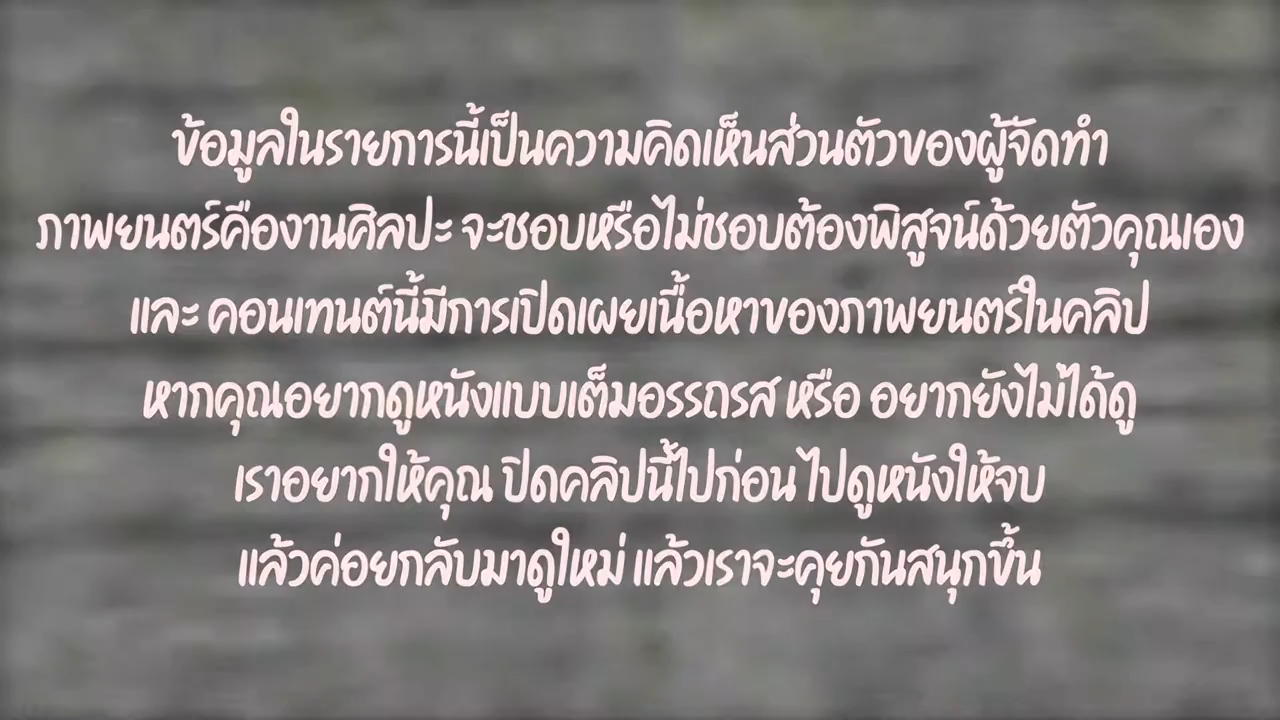 ข้อมูลในรายการนี้เป็นความคิดเห็นส่วนตัวของผู้จัดทำ
ภาพยนตร์คืองานศิลปะ จะชอบหรือไม่ชอบต้องพิสูจน์ด้วยตัวคุณเอง
และ คอนเทนต์นี้มีการเปิดเผยเนื้อหาของภาพยนตร์ในคลิป
หากคุณอยากดูหนังแบบเต็มอรรถรส หรือ อยากยังไม่ได้ดู
เราอยากให้คุณ ปิดคลิปนี้ไปก่อน ไปดูหนังให้จบ
แล้วค่อยกลับมาดูใหม่ แล้วเราจะคุยกันสนุกขึ้น